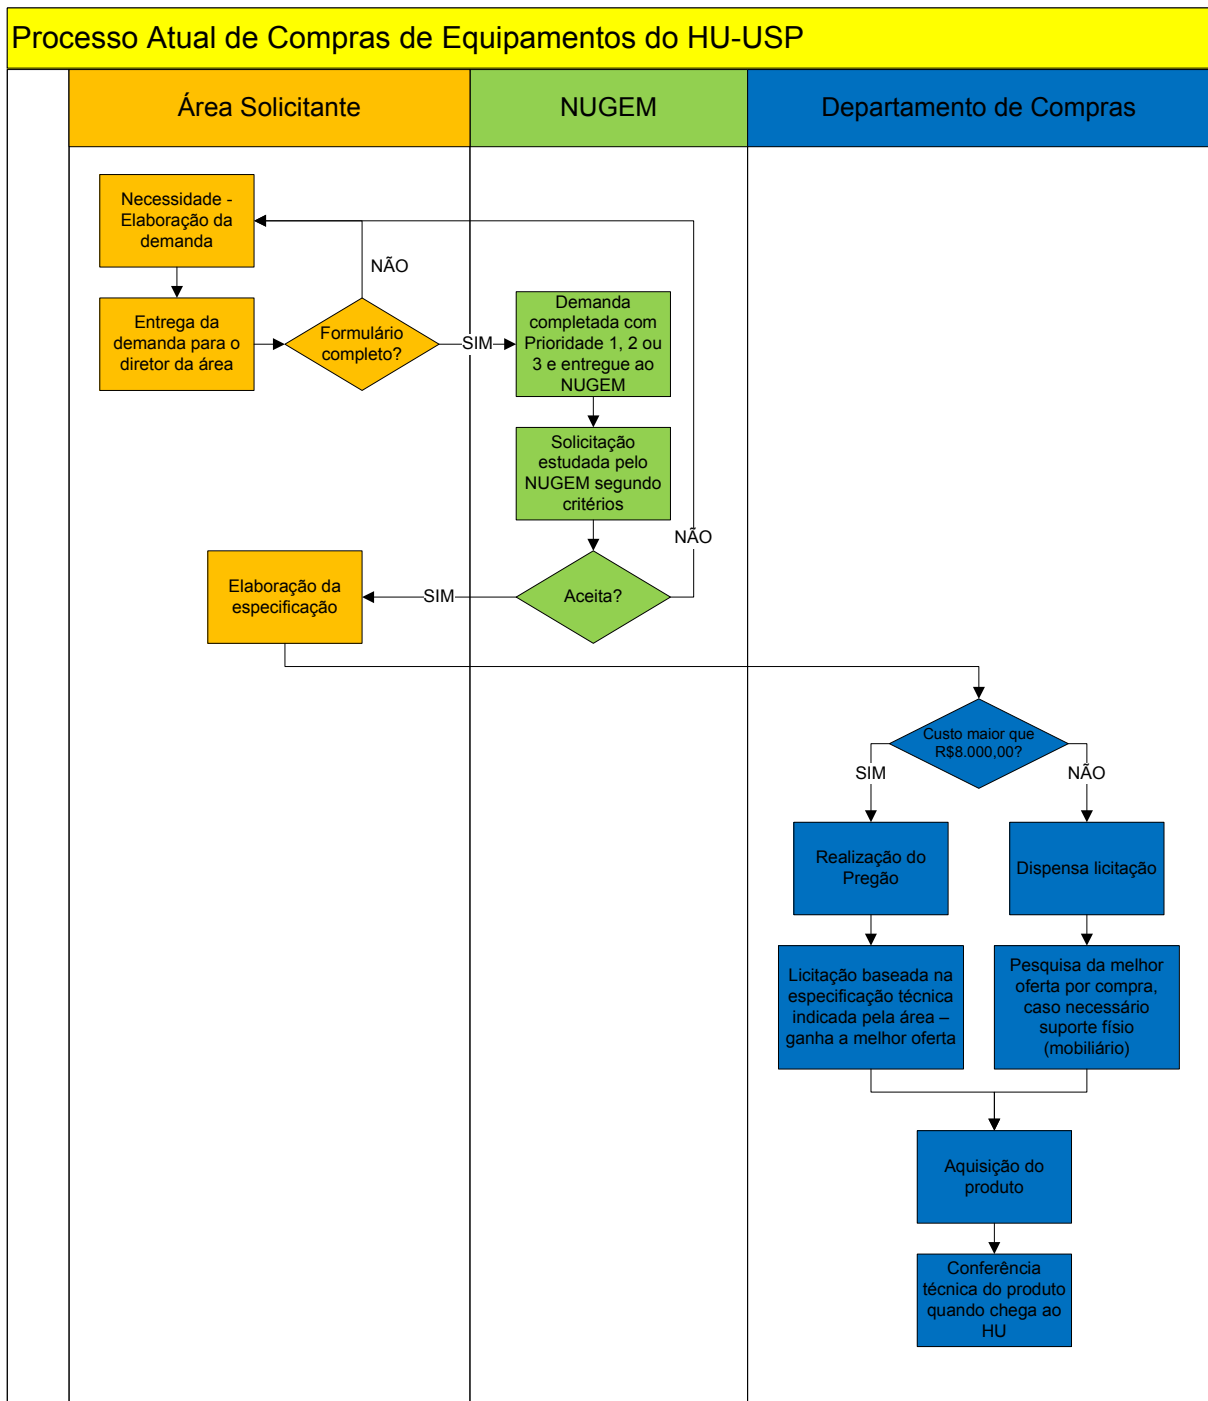 Processo Atual de Compras de Equipamentos do HU-USP
Área Solicitante
NUGEM
Departamento de Compras
Necessidade -
Elaboração da
demanda
NÃO
Entrega da
demanda para o
diretor da área
Formulário
completo?
SIM
Demanda
completada com
Prioridade 1, 2 ou
3 e entregue ao
NUGEM
Solicitação
estudada pelo
NUGEM segundo
critérios
NÃO
Elaboração da
especificação
SIM
Aceita?
Custo maior que
R$8.000,00?
SIM
NÃO
Realização do
Pregão
Dispensa licitação
Licitação baseada na
especificação técnica
indicada pela área –
ganha a melhor oferta
Pesquisa da melhor
oferta por compra,
caso necessário
suporte físio
(mobiliário)
Aquisição do
produto
Conferência
técnica do produto
quando chega ao
HU